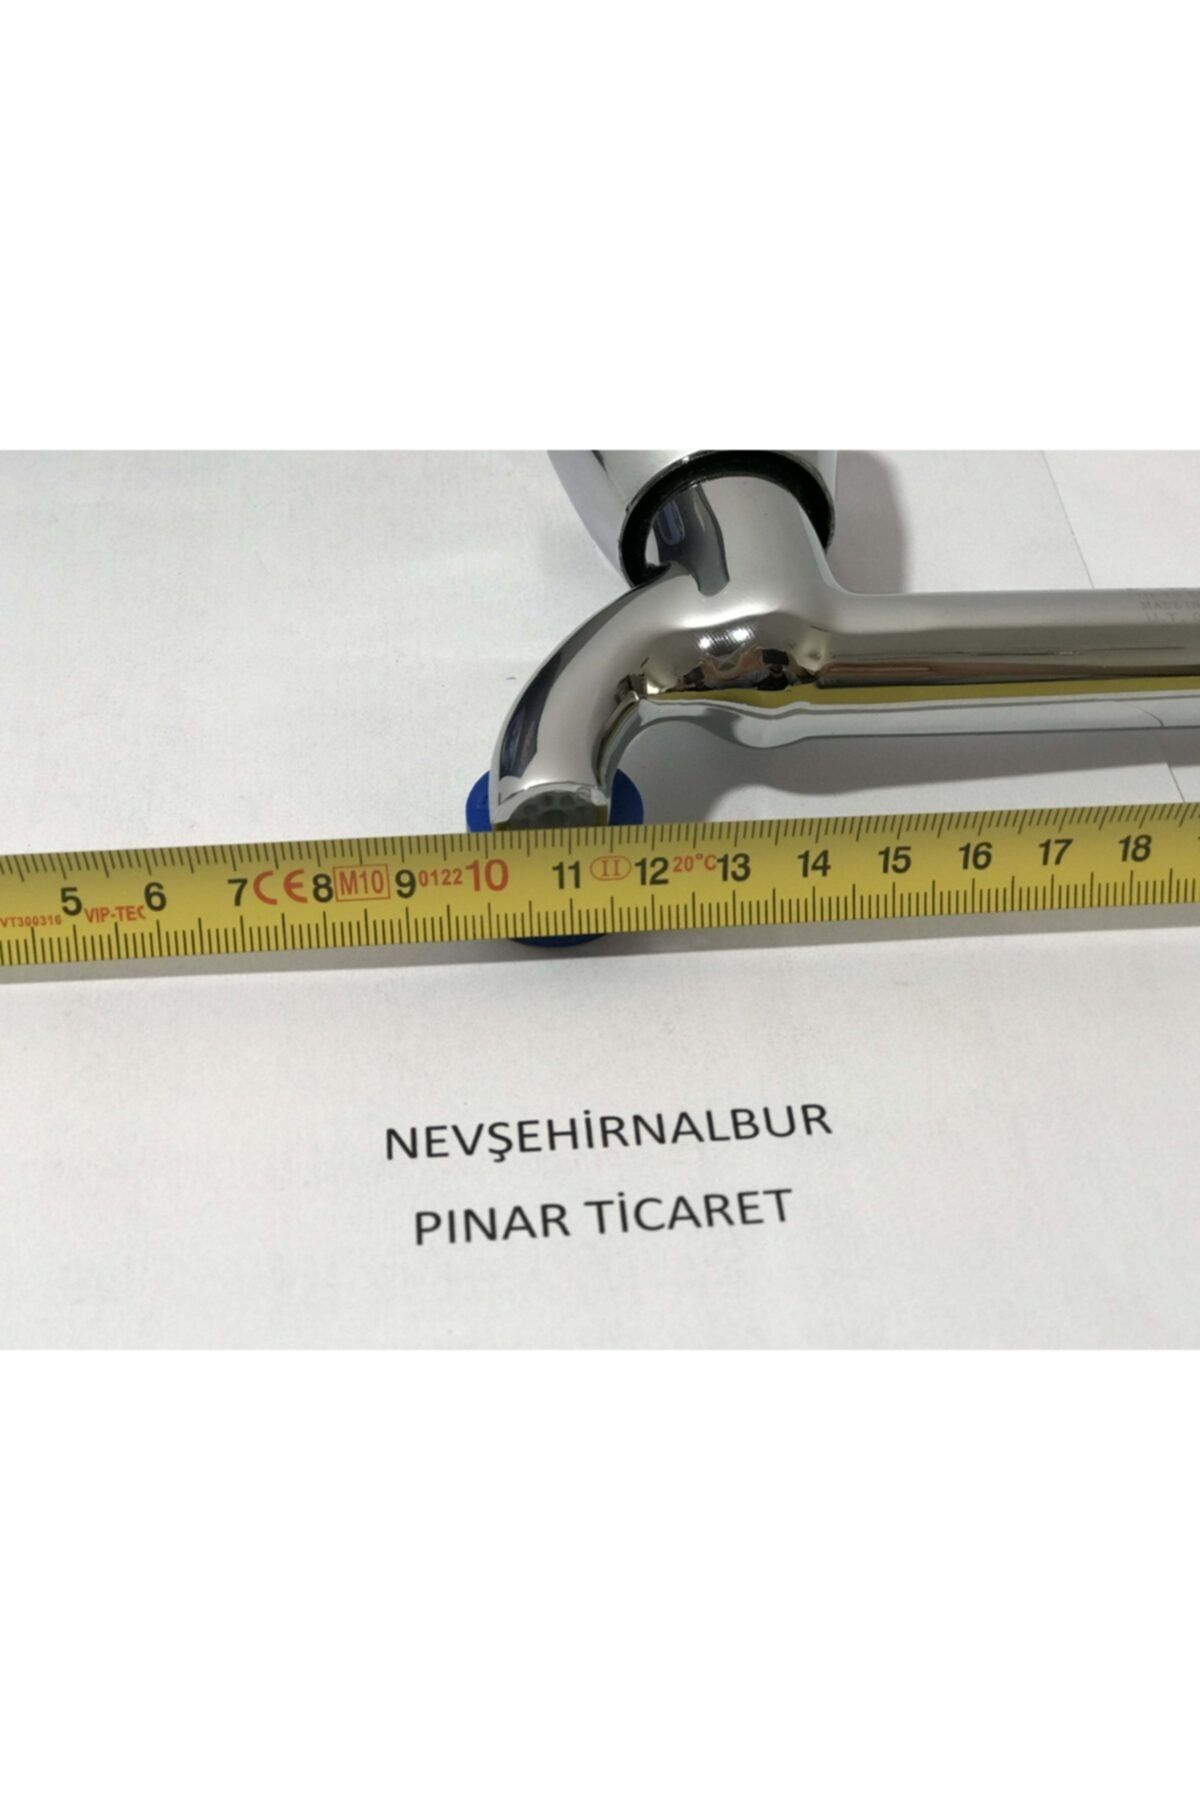 MADE
5 6 7 CE 8 M10 9 0122 10 11 II 12 20°C 13 14 15 16 17 18
VT300316 VIP-TEC
NEVŞEHİRNALBUR
PINAR TİCARET